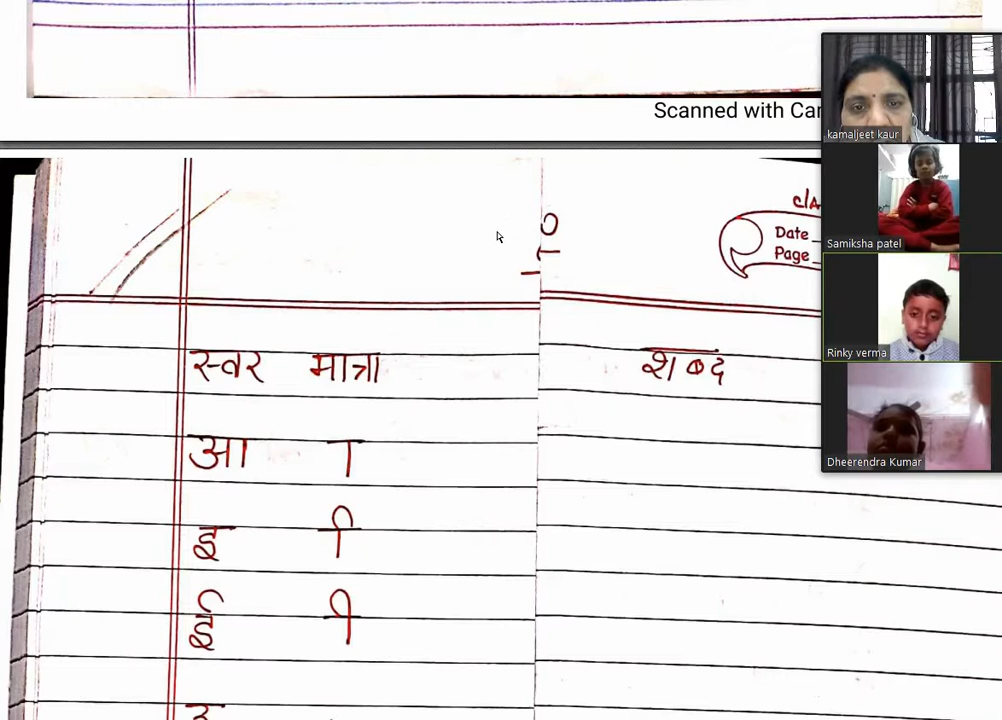 Scanned with Ca
kamaljeet kaur
Samiksha patel
Date
Page
Rinky verma
स्वर मात्रा शब्द
आ ा
Dheerendra Kumar
इ ि
ई ी